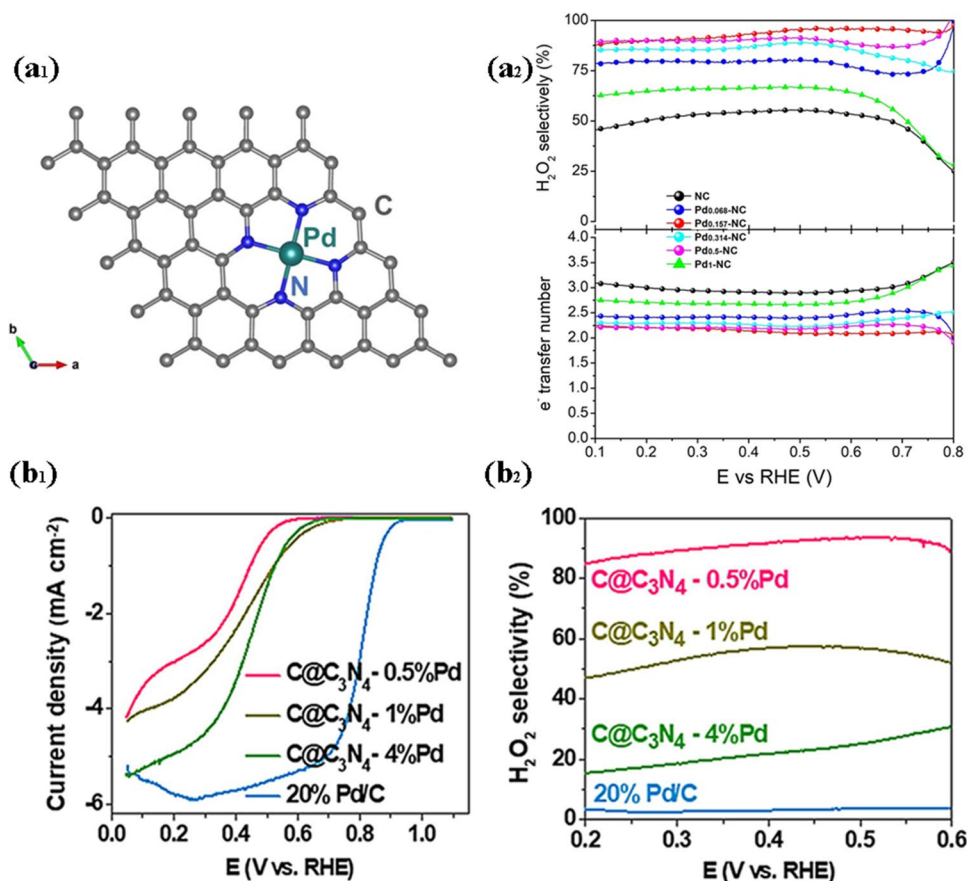 (a1)
C
Pd
N
b
c
a
(a2)
H2O2 selectively (%)
100
75
50
25
NC
Pd0.068-NC
Pd0.157-NC
Pd0.314-NC
Pd0.5-NC
Pd1-NC
e- transfer number
4.0
3.5
3.0
2.5
2.0
1.5
1.0
0.5
0.0
0.1 0.2 0.3 0.4 0.5 0.6 0.7 0.8
E vs RHE (V)
(b1)
Current density (mA cm-2)
0
-2
-4
-6
C@C3N4 - 0.5%Pd
C@C3N4 - 1%Pd
C@C3N4 - 4%Pd
20% Pd/C
0.0 0.2 0.4 0.6 0.8 1.0
E (V vs. RHE)
(b2)
H2O2 selectivity (%)
100
80
60
40
20
0
C@C3N4 - 0.5%Pd
C@C3N4 - 1%Pd
C@C3N4 - 4%Pd
20% Pd/C
0.2 0.3 0.4 0.5 0.6
E (V vs. RHE)